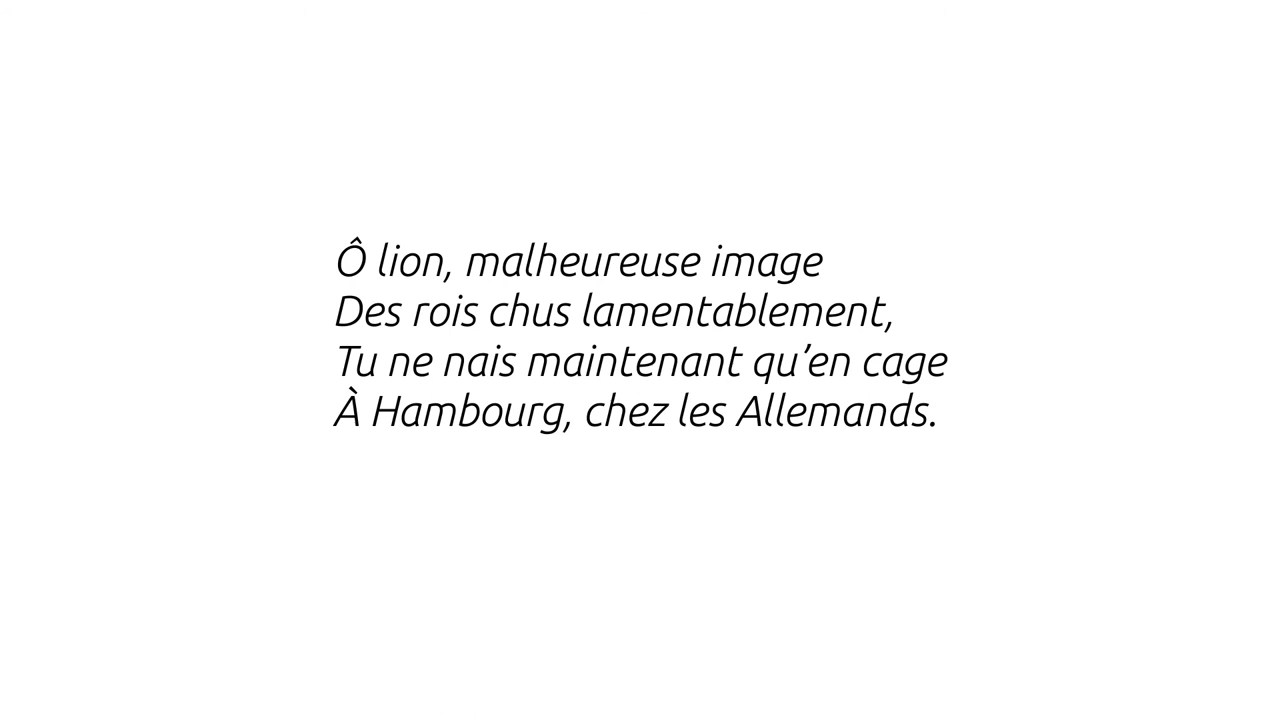 Ô lion, malheureuse image
Des rois chus lamentablement,
Tu ne nais maintenant qu’en cage
À Hambourg, chez les Allemands.